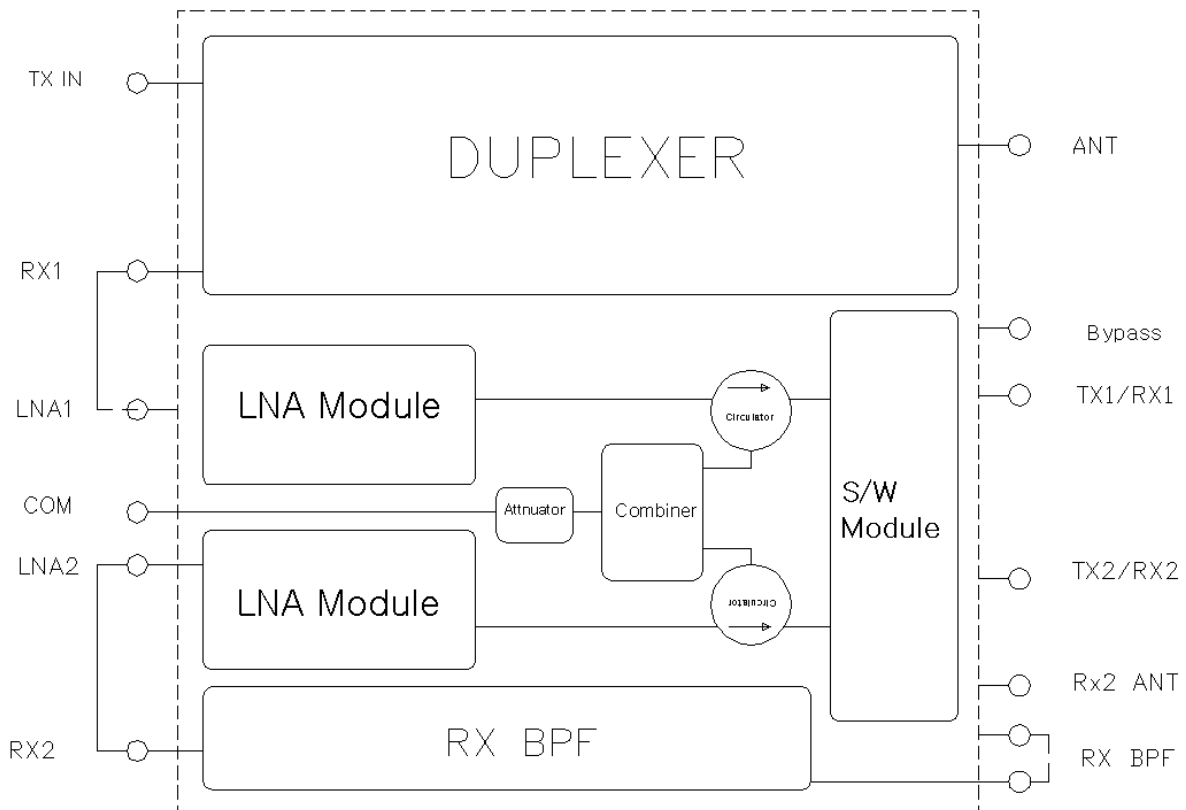 TX IN
DUPLEXER
ANT
RX1
Bypass
LNA1
LNA Module
Circulator
TX1/RX1
COM
Attnuator
Combiner
S/W
Module
LNA2
LNA Module
Circulator
TX2/RX2
Rx2 ANT
RX2
RX BPF
RX BPF